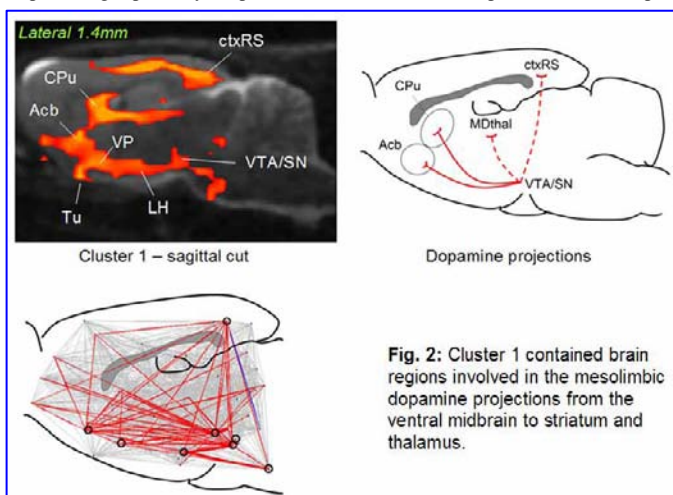 Lateral 1.4mm
ctxRS
CPu
Acb
VP
VTA/SN
Tu
LH
Cluster 1 – sagittal cut
ctxRS
CPu
MDthal
Acb
VTA/SN
Dopamine projections
Fig. 2: Cluster 1 contained brain
regions involved in the mesolimbic
dopamine projections from the
ventral midbrain to striatum and
thalamus.